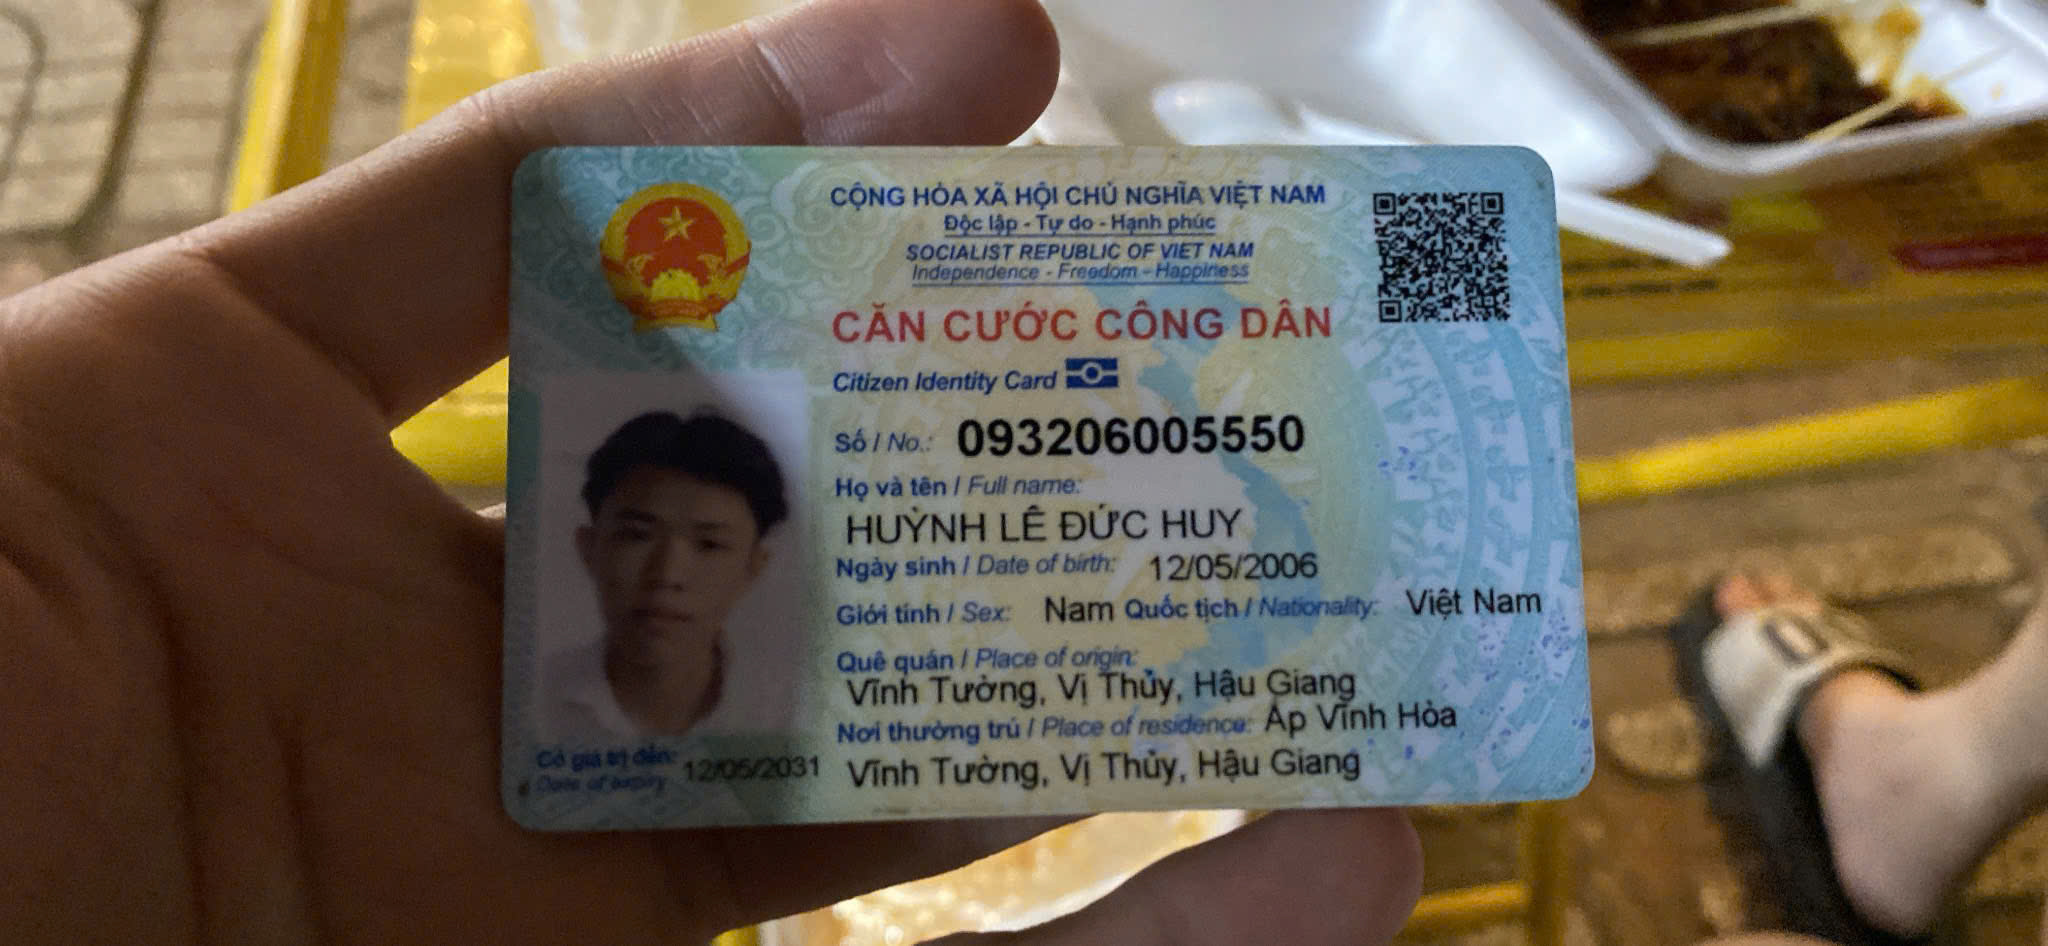 CỘNG HÒA XÃ HỘI CHỦ NGHĨA VIỆT NAM
Độc lập - Tự do - Hạnh phúc
SOCIALIST REPUBLIC OF VIET NAM
Independence - Freedom - Happiness
CĂN CƯỚC CÔNG DÂN
Citizen Identity Card
Số / No.: 093206005550
Họ và tên / Full name:
HUỲNH LÊ ĐỨC HUY
Ngày sinh / Date of birth: 12/05/2006
Giới tính / Sex: Nam Quốc tịch / Nationality: Việt Nam
Quê quán / Place of origin:
Vĩnh Tường, Vị Thủy, Hậu Giang
Nơi thường trú / Place of residence: Ấp Vĩnh Hòa
Vĩnh Tường, Vị Thủy, Hậu Giang
Có giá trị đến: 12/05/2031
Date of expiry